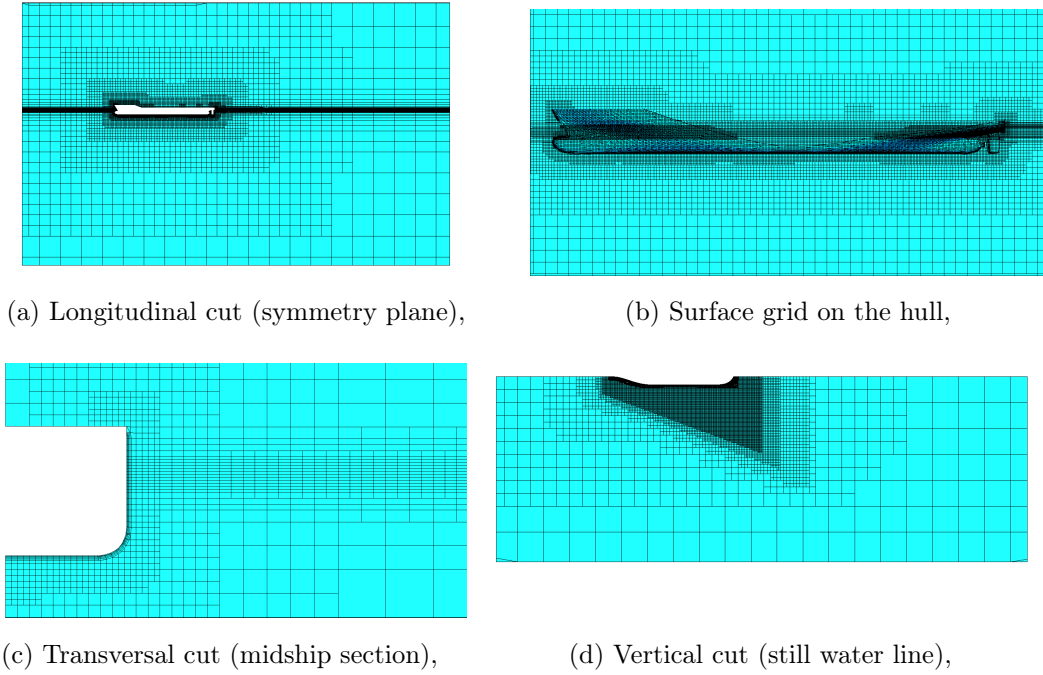 (a) Longitudinal cut (symmetry plane),
(b) Surface grid on the hull,
(c) Transversal cut (midship section),
(d) Vertical cut (still water line),